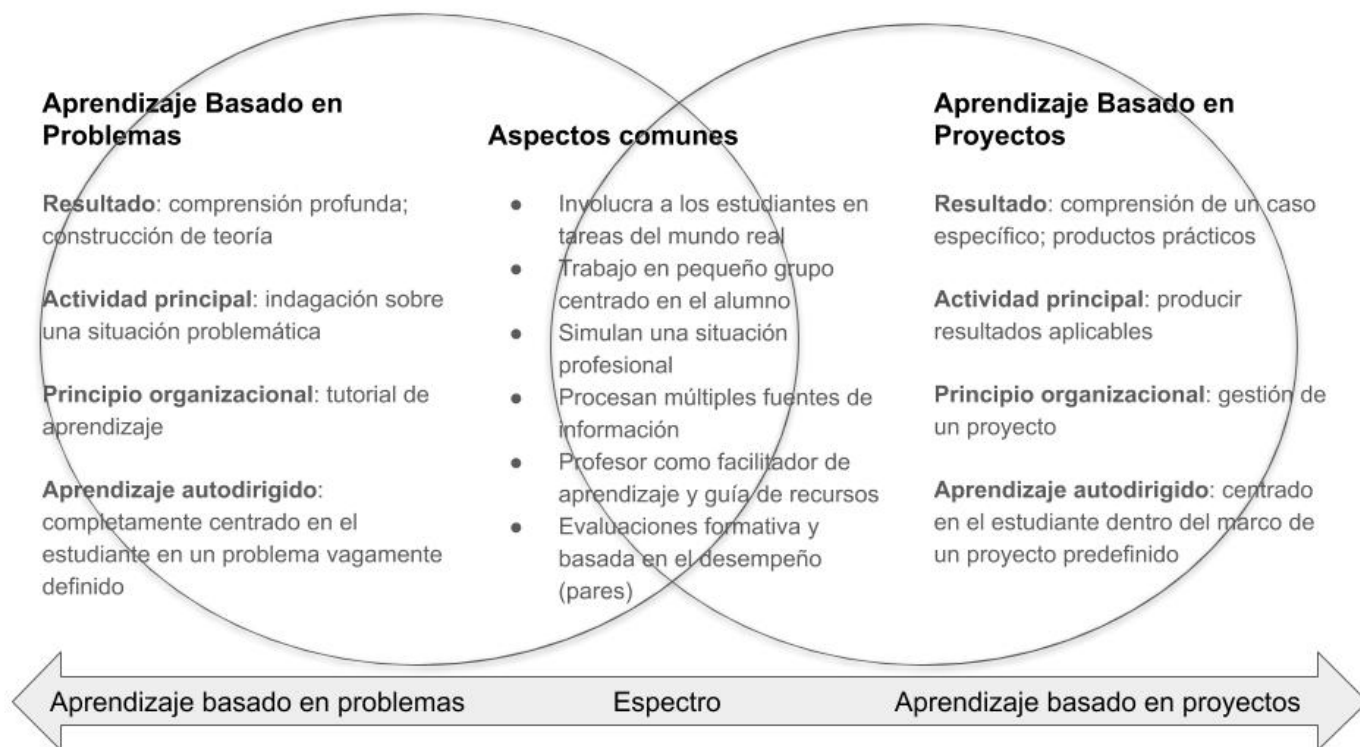 Aprendizaje Basado en
Problemas
Resultado: comprensión profunda;
construcción de teoría
Actividad principal: indagación sobre
una situación problemática
Principio organizacional: tutorial de
aprendizaje
Aprendizaje autodirigido:
completamente centrado en el
estudiante en un problema vagamente
definido
Aspectos comunes
● Involucra a los estudiantes en
tareas del mundo real
● Trabajo en pequeño grupo
centrado en el alumno
● Simulan una situación
profesional
● Procesan múltiples fuentes de
información
● Profesor como facilitador de
aprendizaje y guía de recursos
● Evaluaciones formativa y
basada en el desempeño
(pares)
Aprendizaje Basado en
Proyectos
Resultado: comprensión de un caso
específico; productos prácticos
Actividad principal: producir
resultados aplicables
Principio organizacional: gestión de
un proyecto
Aprendizaje autodirigido: centrado
en el estudiante dentro del marco de
un proyecto predefinido
Aprendizaje basado en problemas
Espectro
Aprendizaje basado en proyectos